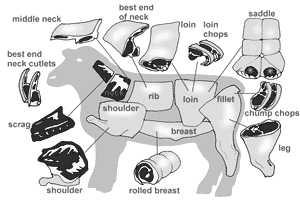 middle neck
best end
of neck
loin
loin
chops
saddle
best end
neck cutlets
scrag
shoulder
rib
loin
fillet
breast
chump chops
leg
shoulder
rolled breast